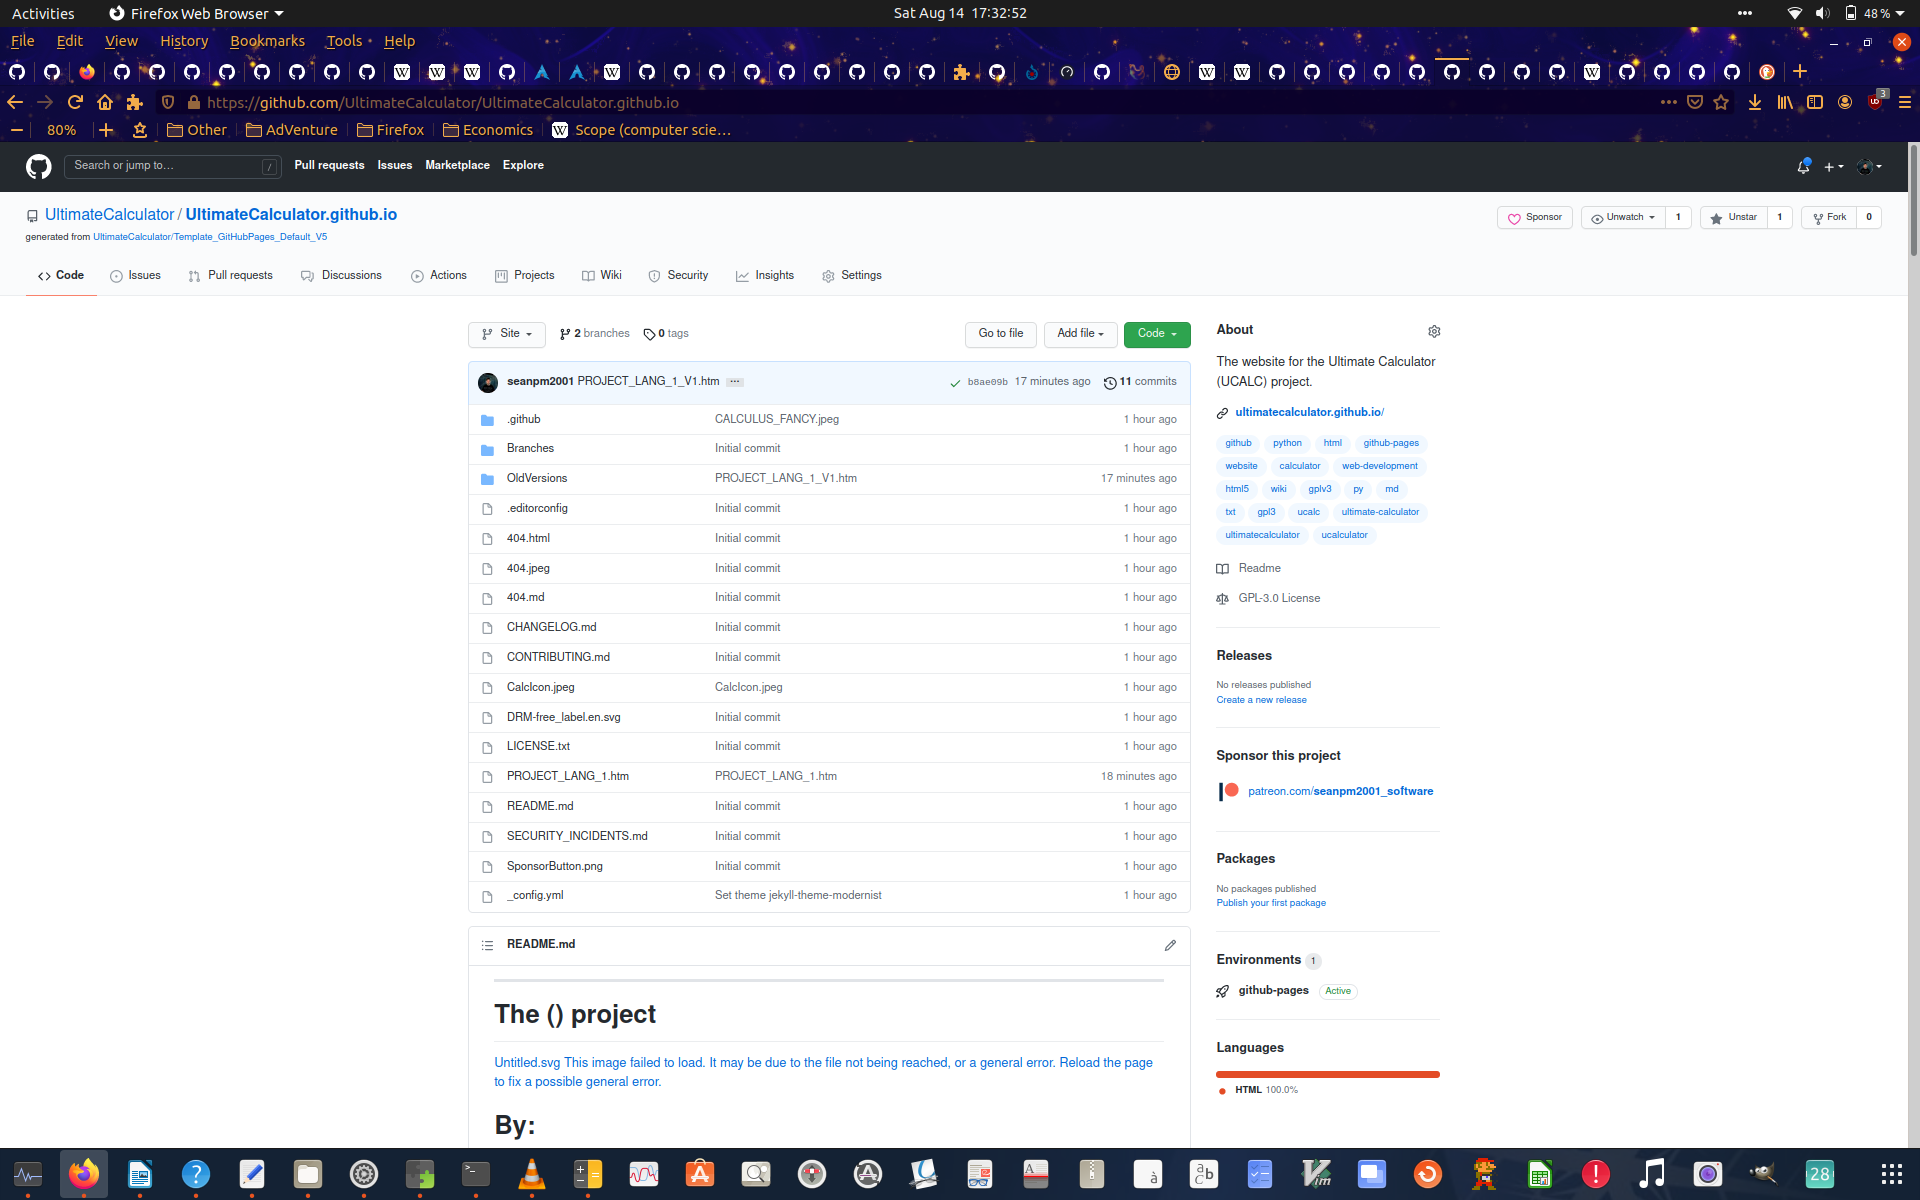 Activities Firefox Web Browser Sat Aug 14 17:32:52 48 %
File Edit View History Bookmarks Tools Help
https://github.com/UltimateCalculator/UltimateCalculator.github.io 3
80% Other AdVenture Firefox Economics Scope (computer scie…
Search or jump to… / Pull requests Issues Marketplace Explore
UltimateCalculator / UltimateCalculator.github.io Sponsor Unwatch 1 Unstar 1 Fork 0
generated from UltimateCalculator/Template_GitHubPages_Default_V5
Code Issues Pull requests Discussions Actions Projects Wiki Security Insights Settings
Site 2 branches 0 tags Go to file Add file Code
seanpm2001 PROJECT_LANG_1_V1.htm ... b8ae09b 17 minutes ago 11 commits
.github CALCULUS_FANCY.jpeg 1 hour ago
Branches Initial commit 1 hour ago
OldVersions PROJECT_LANG_1_V1.htm 17 minutes ago
.editorconfig Initial commit 1 hour ago
404.html Initial commit 1 hour ago
404.jpeg Initial commit 1 hour ago
404.md Initial commit 1 hour ago
CHANGELOG.md Initial commit 1 hour ago
CONTRIBUTING.md Initial commit 1 hour ago
CalcIcon.jpeg CalcIcon.jpeg 1 hour ago
DRM-free_label.en.svg Initial commit 1 hour ago
LICENSE.txt Initial commit 1 hour ago
PROJECT_LANG_1.htm PROJECT_LANG_1.htm 18 minutes ago
README.md Initial commit 1 hour ago
SECURITY_INCIDENTS.md Initial commit 1 hour ago
SponsorButton.png Initial commit 1 hour ago
_config.yml Set theme jekyll-theme-modernist 1 hour ago
README.md
The () project
Untitled.svg This image failed to load. It may be due to the file not being reached, or a general error. Reload the page
to fix a possible general error.
By:
About
The website for the Ultimate Calculator
(UCALC) project.
ultimatecalculator.github.io/
github python html github-pages
website calculator web-development
html5 wiki gplv3 py md
txt gpl3 ucalc ultimate-calculator
ultimatecalculator ucalculator
Readme
GPL-3.0 License
Releases
No releases published
Create a new release
Sponsor this project
patreon.com/seanpm2001_software
Packages
No packages published
Publish your first package
Environments 1
github-pages Active
Languages
HTML 100.0%
28